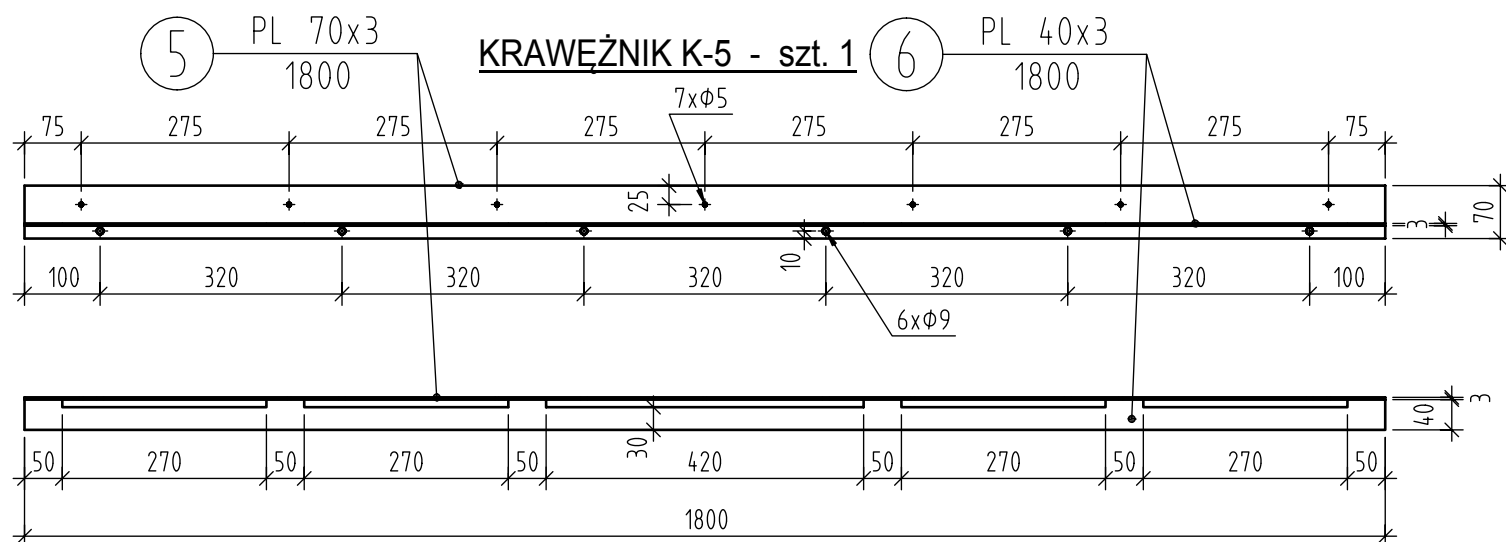 5
PL 70x3
1800
KRAWĘŻNIK K-5 - szt. 1
6
PL 40x3
1800
7xΦ5
75 275 275 275 275 275 275 75
25
3
70
10
100 320 320 320 320 320 100
6xΦ9
3
40
30
50 270 50 270 50 420 50 270 50 270 50
1800